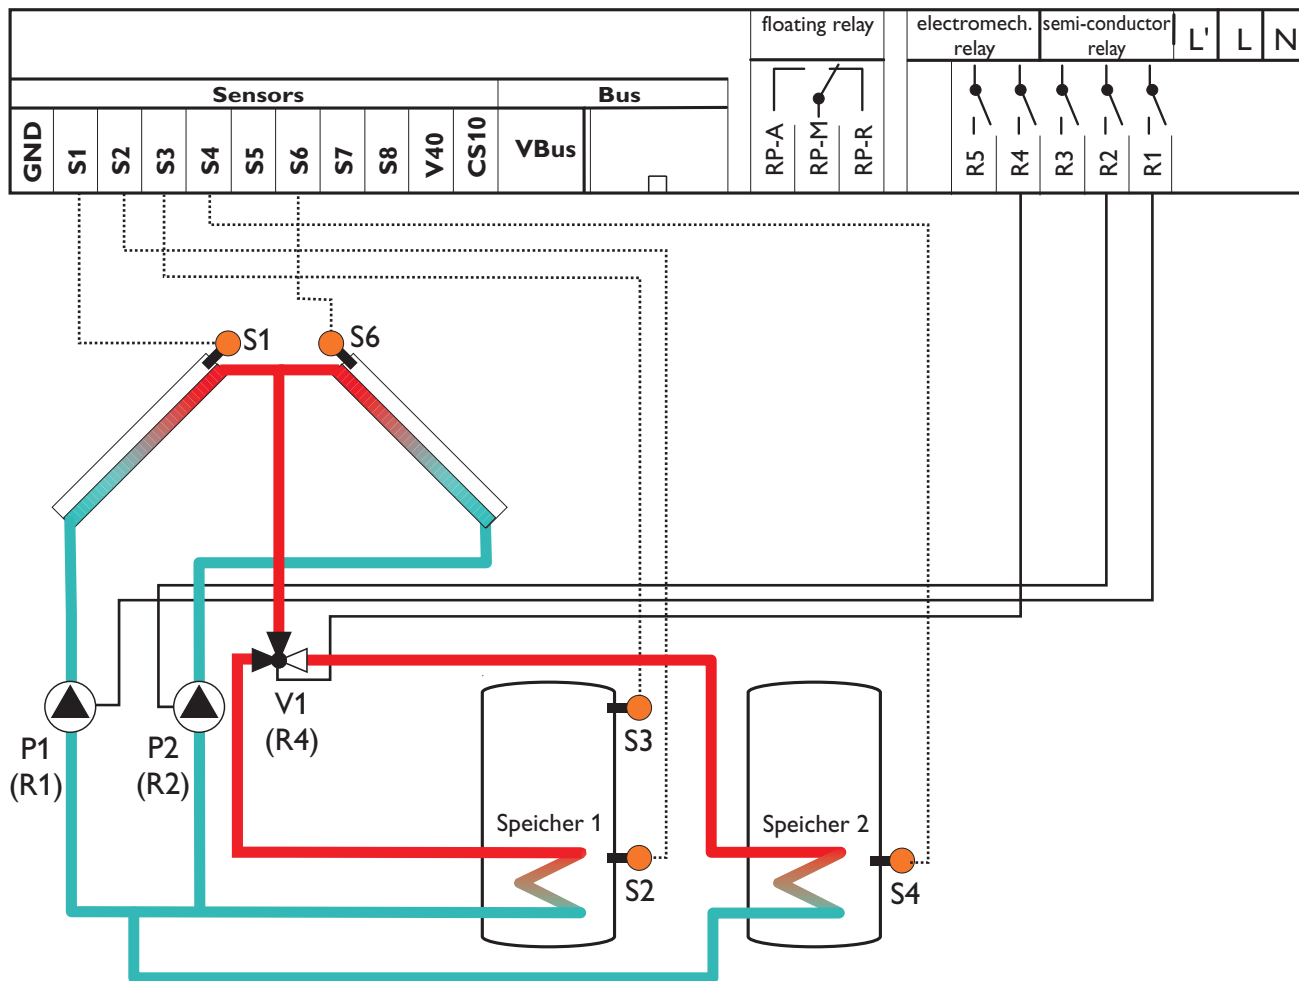 floating relay
electromech. relay
semi-conductor relay
L' L N
Sensors
Bus
GND S1 S2 S3 S4 S5 S6 S7 S8 V40 CS10 VBus
RP-A RP-M RP-R
R5 R4 R3 R2 R1
S1
S6
V1
(R4)
P1
(R1)
P2
(R2)
S3
Speicher 1
Speicher 2
S2
S4